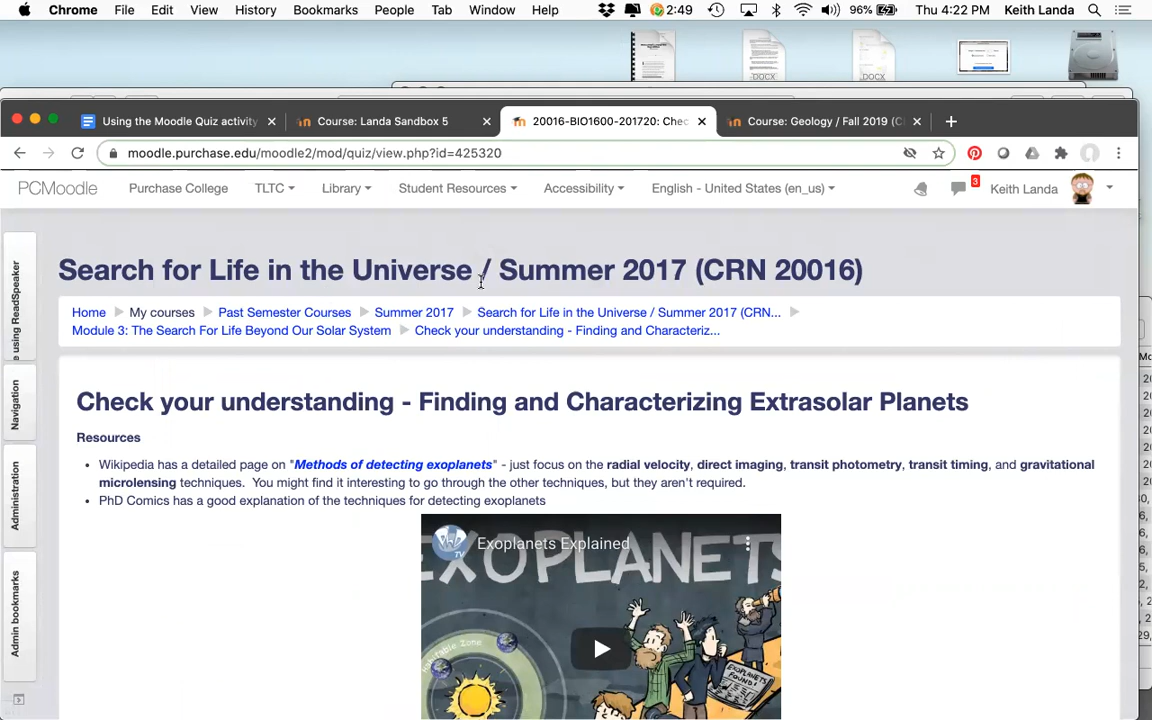 Chrome File Edit View History Bookmarks People Tab Window Help 2:49 96% Thu 4:22 PM Keith Landa
DOCX
Using the Moodle Quiz activity Course: Landa Sandbox 5 20016-BIO1600-201720: Chec Course: Geology / Fall 2019 (C
moodle.purchase.edu/moodle2/mod/quiz/view.php?id=425320
PCMoodle Purchase College TLTC Library Student Resources Accessibility English - United States (en_us) 3 Keith Landa
e using ReadSpeaker
Navigation
Administration
Admin bookmarks
Search for Life in the Universe / Summer 2017 (CRN 20016)
Home My courses Past Semester Courses Summer 2017 Search for Life in the Universe / Summer 2017 (CRN...
Module 3: The Search For Life Beyond Our Solar System Check your understanding - Finding and Characteriz...
Check your understanding - Finding and Characterizing Extrasolar Planets
Resources
• Wikipedia has a detailed page on "Methods of detecting exoplanets" - just focus on the radial velocity, direct imaging, transit photometry, transit timing, and gravitational
microlensing techniques. You might find it interesting to go through the other techniques, but they aren't required.
• PhD Comics has a good explanation of the techniques for detecting exoplanets
Exoplanets Explained
EXOPLANETS
Habitable Zone
EXOPLANETS
FOUND!